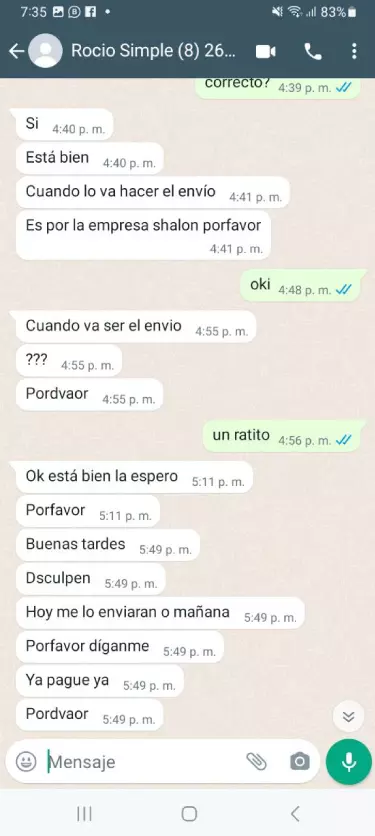 7:35
83%
Rocio Simple (8) 26...
correcto? 4:39 p. m.
Si 4:40 p. m.
Está bien 4:40 p. m.
Cuando lo va hacer el envío 4:41 p. m.
Es por la empresa shalon porfavor
4:41 p. m.
oki 4:48 p. m.
Cuando va ser el envio 4:55 p. m.
??? 4:55 p. m.
Pordvaor 4:55 p. m.
un ratito 4:56 p. m.
Ok está bien la espero 5:11 p. m.
Porfavor 5:11 p. m.
Buenas tardes 5:49 p. m.
Dsculpen 5:49 p. m.
Hoy me lo enviaran o mañana 5:49 p. m.
Porfavor díganme 5:49 p. m.
Ya pague ya 5:49 p. m.
Pordvaor 5:49 p. m.
Mensaje